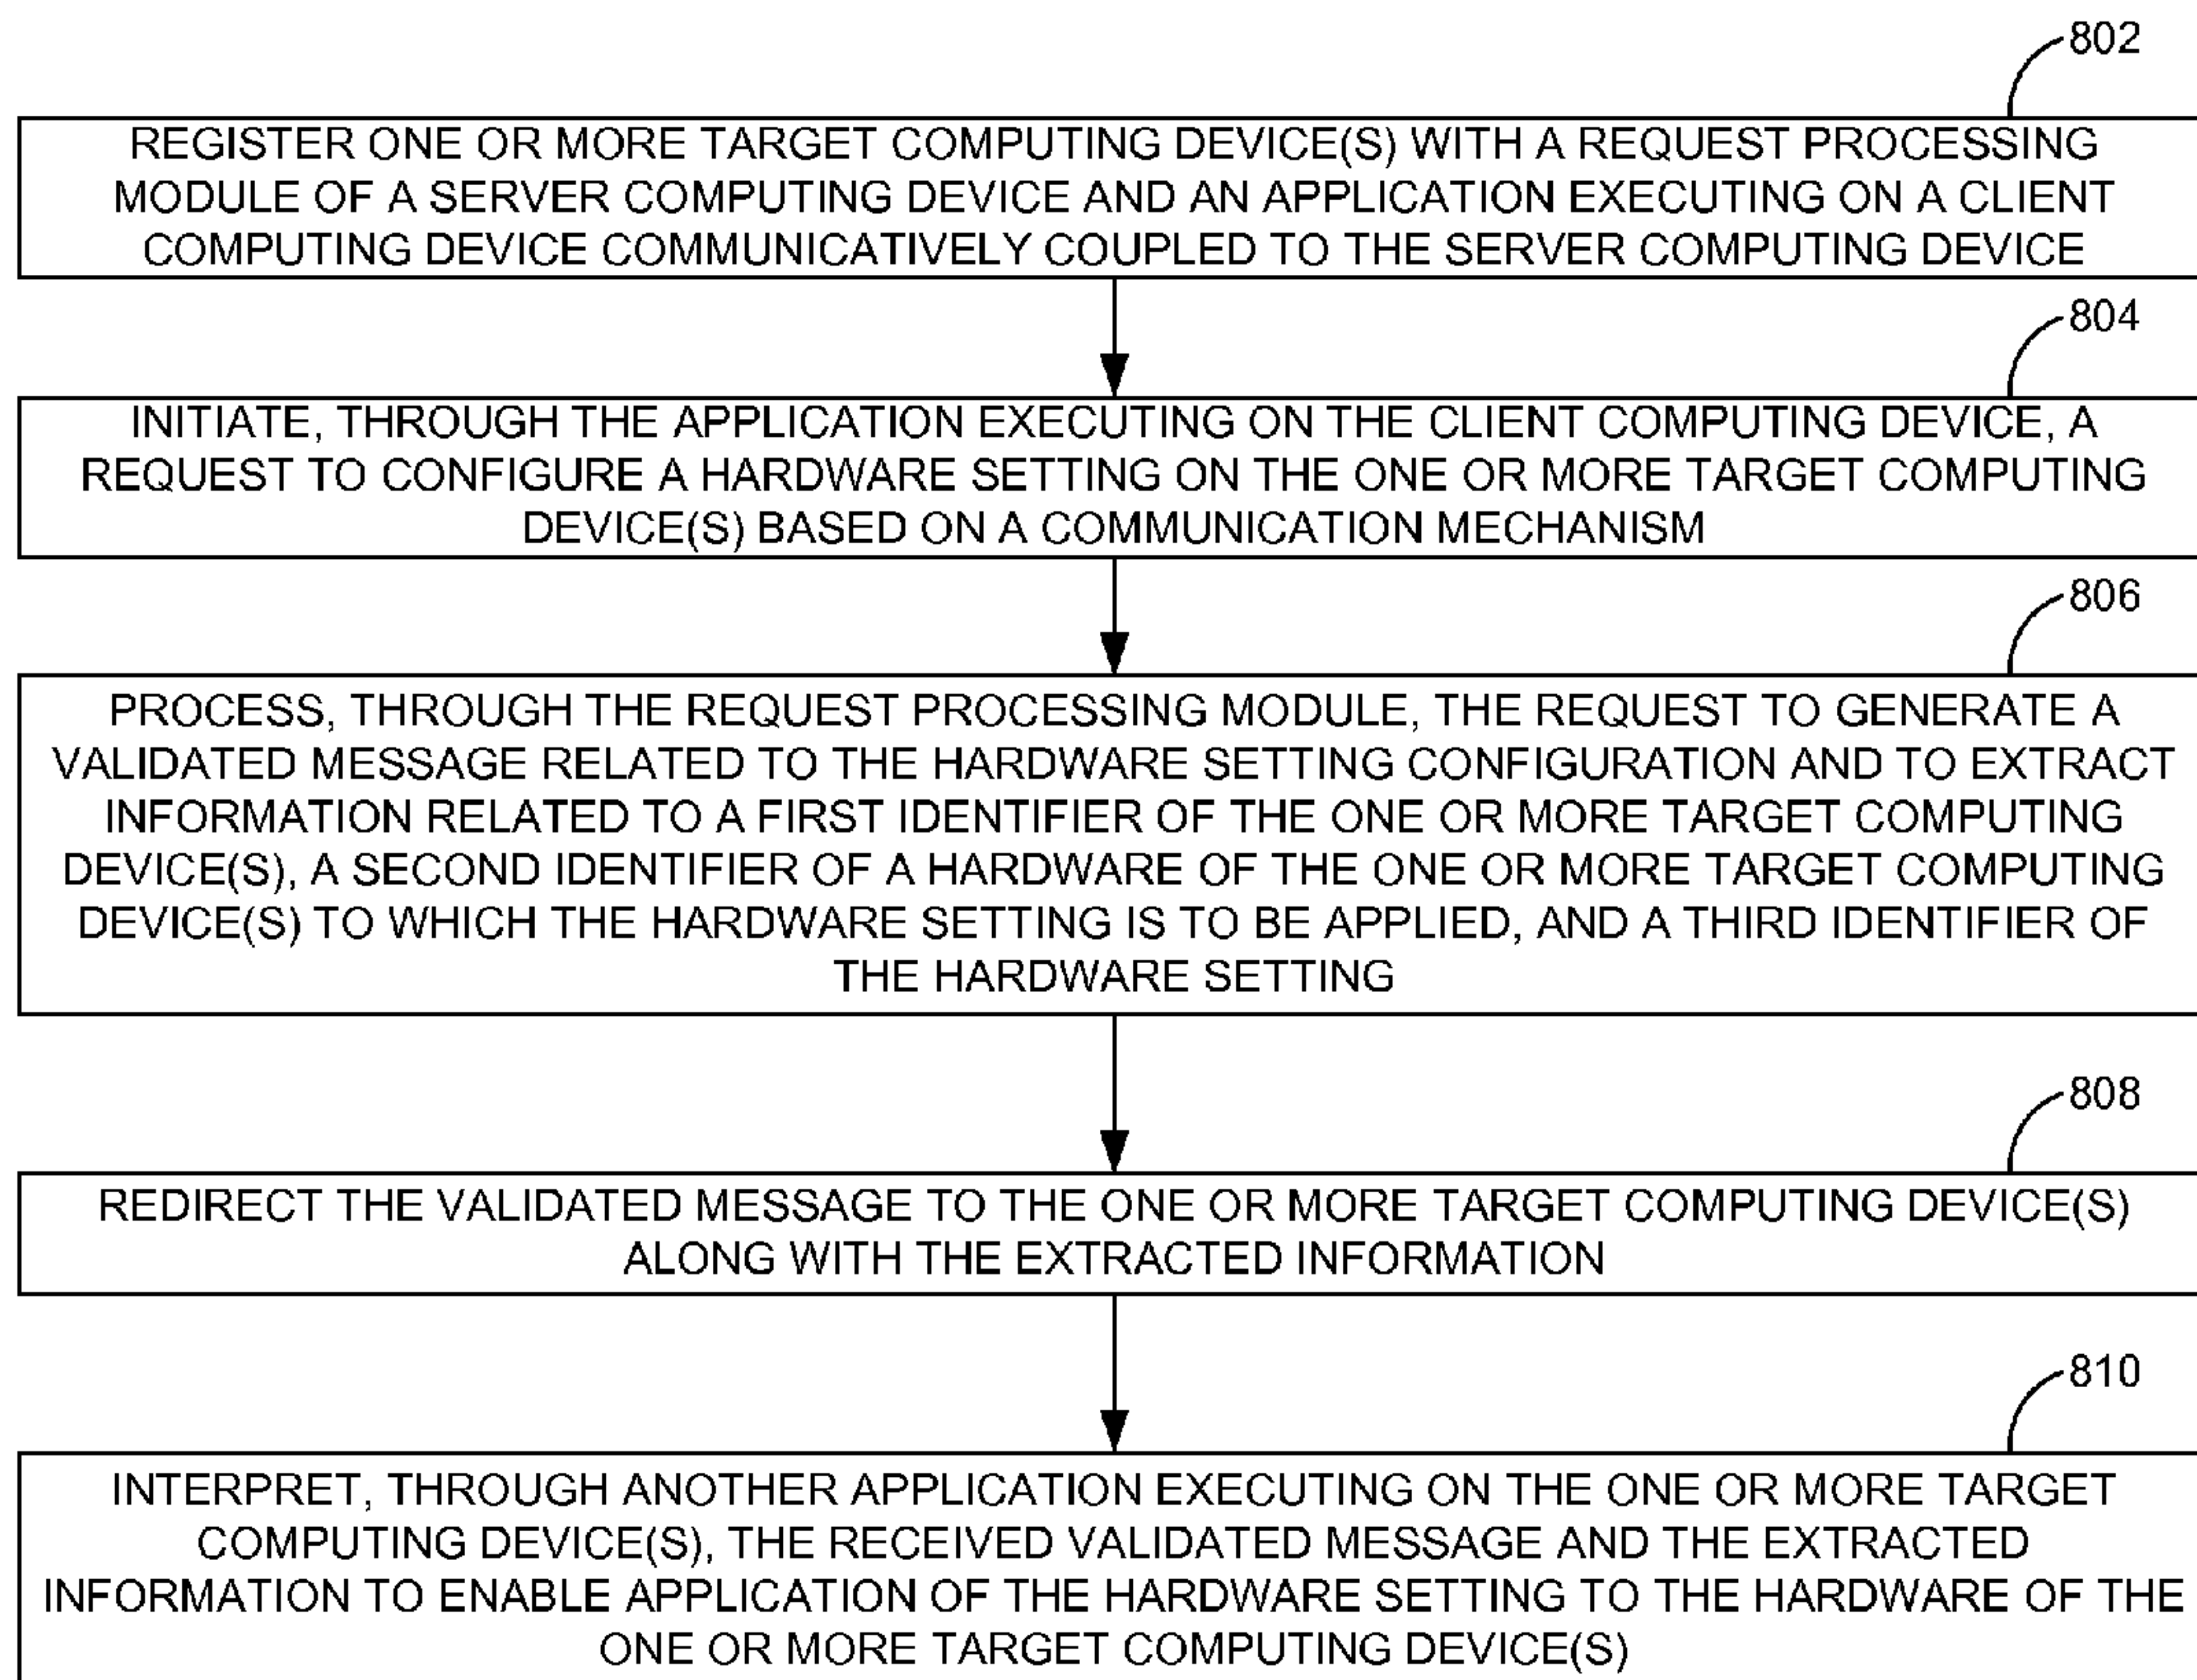 802
REGISTER ONE OR MORE TARGET COMPUTING DEVICE(S) WITH A REQUEST PROCESSING
MODULE OF A SERVER COMPUTING DEVICE AND AN APPLICATION EXECUTING ON A CLIENT
COMPUTING DEVICE COMMUNICATIVELY COUPLED TO THE SERVER COMPUTING DEVICE
804
INITIATE, THROUGH THE APPLICATION EXECUTING ON THE CLIENT COMPUTING DEVICE, A
REQUEST TO CONFIGURE A HARDWARE SETTING ON THE ONE OR MORE TARGET COMPUTING
DEVICE(S) BASED ON A COMMUNICATION MECHANISM
806
PROCESS, THROUGH THE REQUEST PROCESSING MODULE, THE REQUEST TO GENERATE A
VALIDATED MESSAGE RELATED TO THE HARDWARE SETTING CONFIGURATION AND TO EXTRACT
INFORMATION RELATED TO A FIRST IDENTIFIER OF THE ONE OR MORE TARGET COMPUTING
DEVICE(S), A SECOND IDENTIFIER OF A HARDWARE OF THE ONE OR MORE TARGET COMPUTING
DEVICE(S) TO WHICH THE HARDWARE SETTING IS TO BE APPLIED, AND A THIRD IDENTIFIER OF
THE HARDWARE SETTING
808
REDIRECT THE VALIDATED MESSAGE TO THE ONE OR MORE TARGET COMPUTING DEVICE(S)
ALONG WITH THE EXTRACTED INFORMATION
810
INTERPRET, THROUGH ANOTHER APPLICATION EXECUTING ON THE ONE OR MORE TARGET
COMPUTING DEVICE(S), THE RECEIVED VALIDATED MESSAGE AND THE EXTRACTED
INFORMATION TO ENABLE APPLICATION OF THE HARDWARE SETTING TO THE HARDWARE OF THE
ONE OR MORE TARGET COMPUTING DEVICE(S)